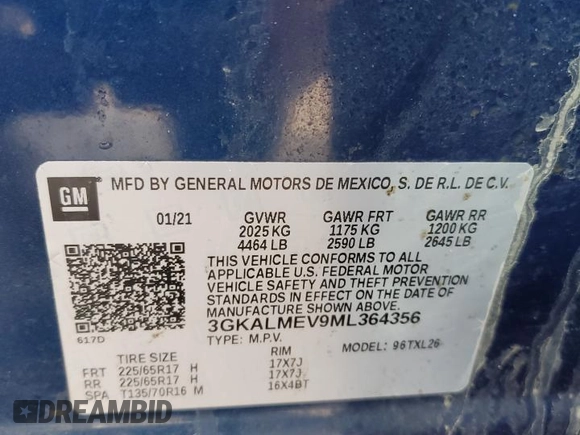 GM
MFD BY GENERAL MOTORS DE MEXICO, S. DE R.L. DE C.V.
01/21 GVWR GAWR FRT GAWR RR
2025 KG 1175 KG 1200 KG
4464 LB 2590 LB 2645 LB
THIS VEHICLE CONFORMS TO ALL
APPLICABLE U.S. FEDERAL MOTOR
VEHICLE SAFETY AND THEFT PREVENTION
STANDARDS IN EFFECT ON THE DATE OF
MANUFACTURE SHOWN ABOVE.
3GKALMEV9ML364356
617D
TYPE: M.P.V. MODEL: 96TXL26
TIRE SIZE RIM
FRT 225/65R17 H 17X7J
RR 225/65R17 H 17X7J
SPA T135/70R16 M 16X4BT
DREAMBID